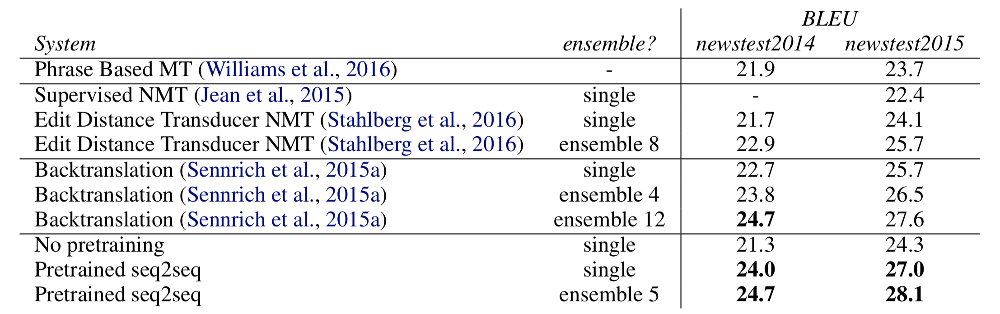 BLEU
System ensemble? newstest2014 newstest2015
Phrase Based MT (Williams et al., 2016) - 21.9 23.7
Supervised NMT (Jean et al., 2015) single - 22.4
Edit Distance Transducer NMT (Stahlberg et al., 2016) single 21.7 24.1
Edit Distance Transducer NMT (Stahlberg et al., 2016) ensemble 8 22.9 25.7
Backtranslation (Sennrich et al., 2015a) single 22.7 25.7
Backtranslation (Sennrich et al., 2015a) ensemble 4 23.8 26.5
Backtranslation (Sennrich et al., 2015a) ensemble 12 24.7 27.6
No pretraining single 21.3 24.3
Pretrained seq2seq single 24.0 27.0
Pretrained seq2seq ensemble 5 24.7 28.1